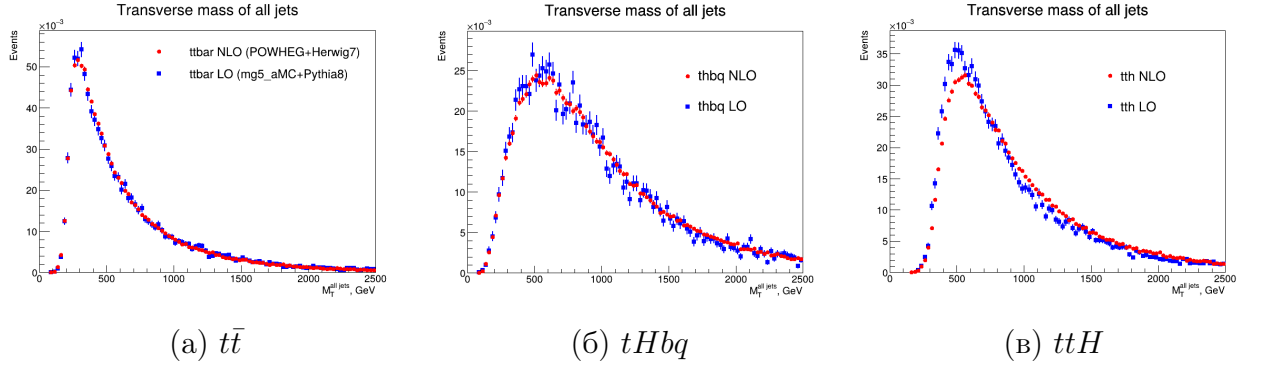 Transverse mass of all jets
×10⁻³
Events
50
40
30
20
10
0
ttbar NLO (POWHEG+Herwig7)
ttbar LO (mg5_aMC+Pythia8)
0 500 1000 1500 2000 2500
M_T^{all jets}, GeV
(а) tt̄
Transverse mass of all jets
×10⁻³
Events
25
20
15
10
5
0
thbq NLO
thbq LO
0 500 1000 1500 2000 2500
M_T^{all jets}, GeV
(б) tHbq
Transverse mass of all jets
×10⁻³
Events
35
30
25
20
15
10
5
0
tth NLO
tth LO
0 500 1000 1500 2000 2500
M_T^{all jets}, GeV
(в) ttH